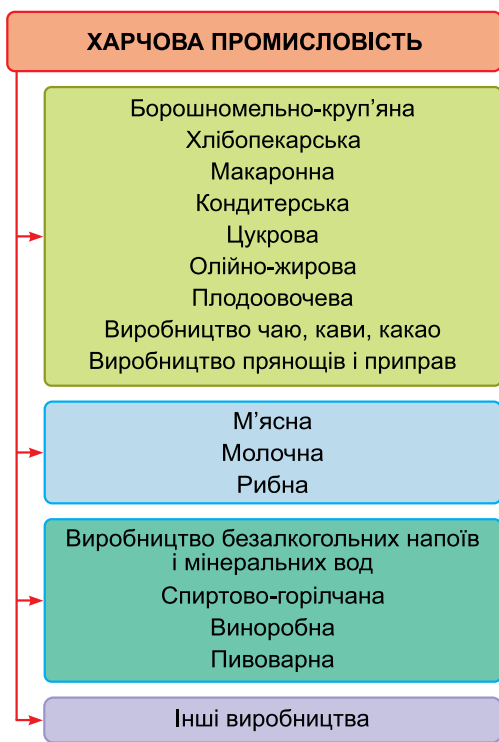 ХАРЧОВА ПРОМИСЛОВІСТЬ
Борошномельно-круп’яна
Хлібопекарська
Макаронна
Кондитерська
Цукрова
Олійно-жирова
Плодоовочева
Виробництво чаю, кави, какао
Виробництво прянощів і приправ
М’ясна
Молочна
Рибна
Виробництво безалкогольних напоїв
і мінеральних вод
Спиртово-горілчана
Виноробна
Пивоварна
Інші виробництва